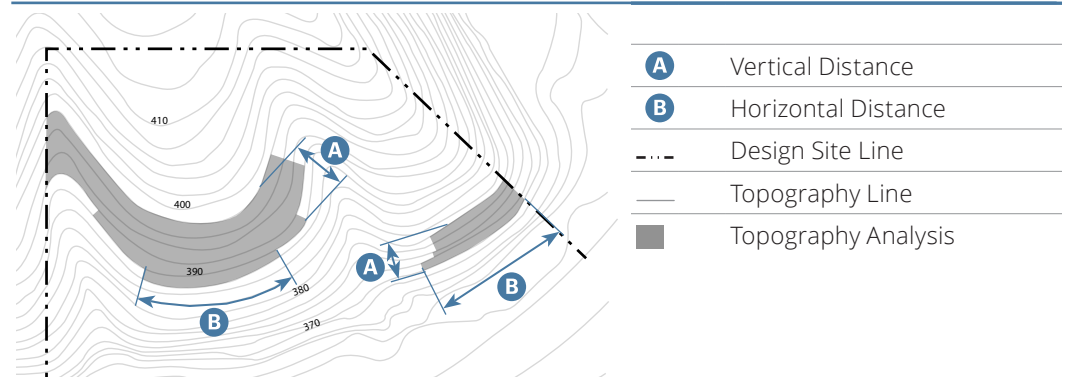 410
A
400
390
380
370
B
A
B
A Vertical Distance
B Horizontal Distance
Design Site Line
Topography Line
Topography Analysis